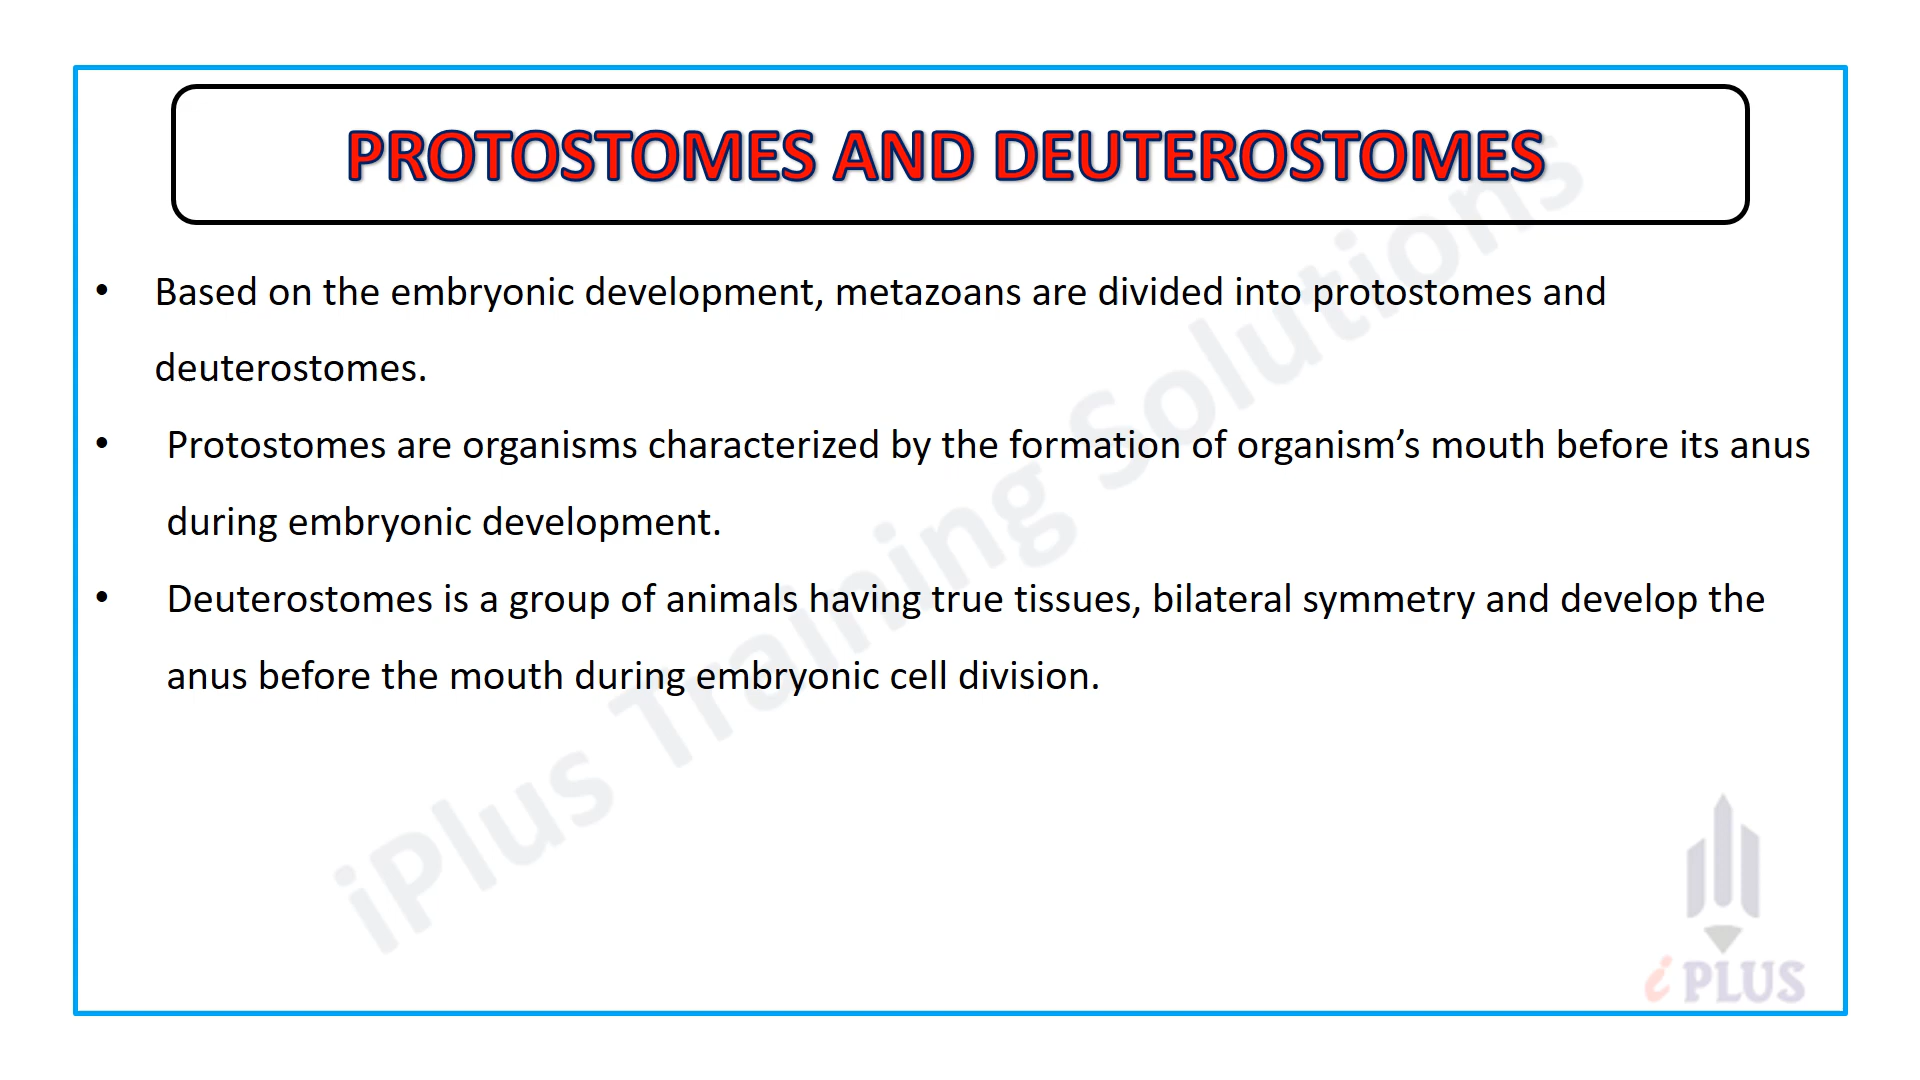 PROTOSTOMES AND DEUTEROSTOMES
• Based on the embryonic development, metazoans are divided into protostomes and
deuterostomes.
• Protostomes are organisms characterized by the formation of organism’s mouth before its anus
during embryonic development.
• Deuterostomes is a group of animals having true tissues, bilateral symmetry and develop the
anus before the mouth during embryonic cell division.
iPlus Training Solutions
i PLUS